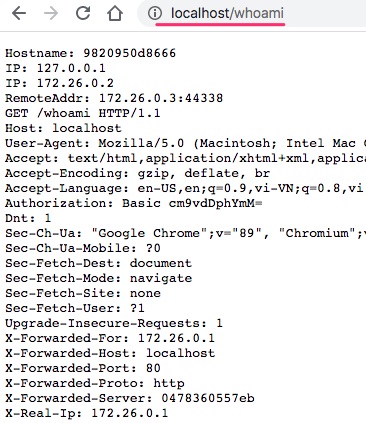 localhost/whoami
Hostname: 9820950d8666
IP: 127.0.0.1
IP: 172.26.0.2
RemoteAddr: 172.26.0.3:44338
GET /whoami HTTP/1.1
Host: localhost
User-Agent: Mozilla/5.0 (Macintosh; Intel Mac
Accept: text/html,application/xhtml+xml,applica
Accept-Encoding: gzip, deflate, br
Accept-Language: en-US,en;q=0.9,vi-VN;q=0.8,vi
Authorization: Basic cm9vdDphYmM=
Dnt: 1
Sec-Ch-Ua: "Google Chrome";v="89", "Chromium";
Sec-Ch-Ua-Mobile: ?0
Sec-Fetch-Dest: document
Sec-Fetch-Mode: navigate
Sec-Fetch-Site: none
Sec-Fetch-User: ?1
Upgrade-Insecure-Requests: 1
X-Forwarded-For: 172.26.0.1
X-Forwarded-Host: localhost
X-Forwarded-Port: 80
X-Forwarded-Proto: http
X-Forwarded-Server: 0478360557eb
X-Real-Ip: 172.26.0.1